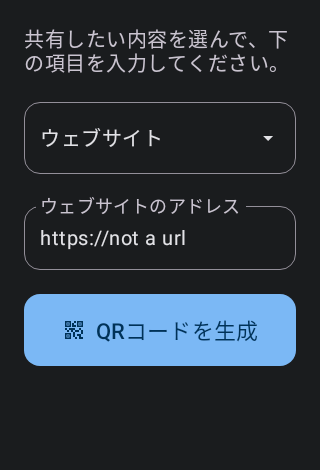 共有したい内容を選んで、下
の項目を入力してください。
ウェブサイト
ウェブサイトのアドレス
https://not a url
QRコードを生成